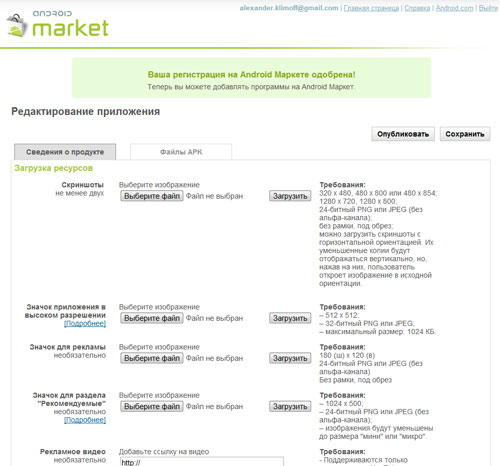 alexander.klimoff@gmail.com | Главная страница | Справка | Android.com | Выйти
ANDROID
market
Ваша регистрация на Android Маркете одобрена!
Теперь вы можете добавлять программы на Android Маркет.
Редактирование приложения
Опубликовать Сохранить
Сведения о продукте Файлы APK
Загрузка ресурсов
Скриншоты
не менее двух
Выберите изображение
Выберите файл Файл не выбран Загрузить
Требования:
320 x 480, 480 x 800 или 480 x 854;
1280 x 720, 1280 x 800;
24-битный PNG или JPEG (без
альфа-канала);
без рамки, под обрез;
можно загрузить скриншоты с
горизонтальной ориентацией. Их
уменьшенные копии будут
отображаться вертикально, но,
нажав на них, пользователь
откроет изображение в исходной
ориентации.
Значок приложения в
высоком разрешении
[Подробнее]
Выберите изображение
Выберите файл Файл не выбран Загрузить
Требования:
– 512 x 512;
– 32-битный PNG или JPEG;
– максимальный размер: 1024 КБ.
Значок для рекламы
необязательно
Выберите изображение
Выберите файл Файл не выбран Загрузить
Требования:
180 (ш) x 120 (в)
24-битный PNG или JPEG (без
альфа-канала)
Без рамки, под обрез
Значок для раздела
"Рекомендуемые"
необязательно
[Подробнее]
Выберите изображение
Выберите файл Файл не выбран Загрузить
Требования:
– 1024 x 500;
– 24-битный PNG или JPEG (без
альфа-канала);
– изображения будут уменьшены
до размера "мини" или "микро".
Рекламное видео
необязательно
Добавьте ссылку на видео
http://
Требования:
- Поддерживаются только